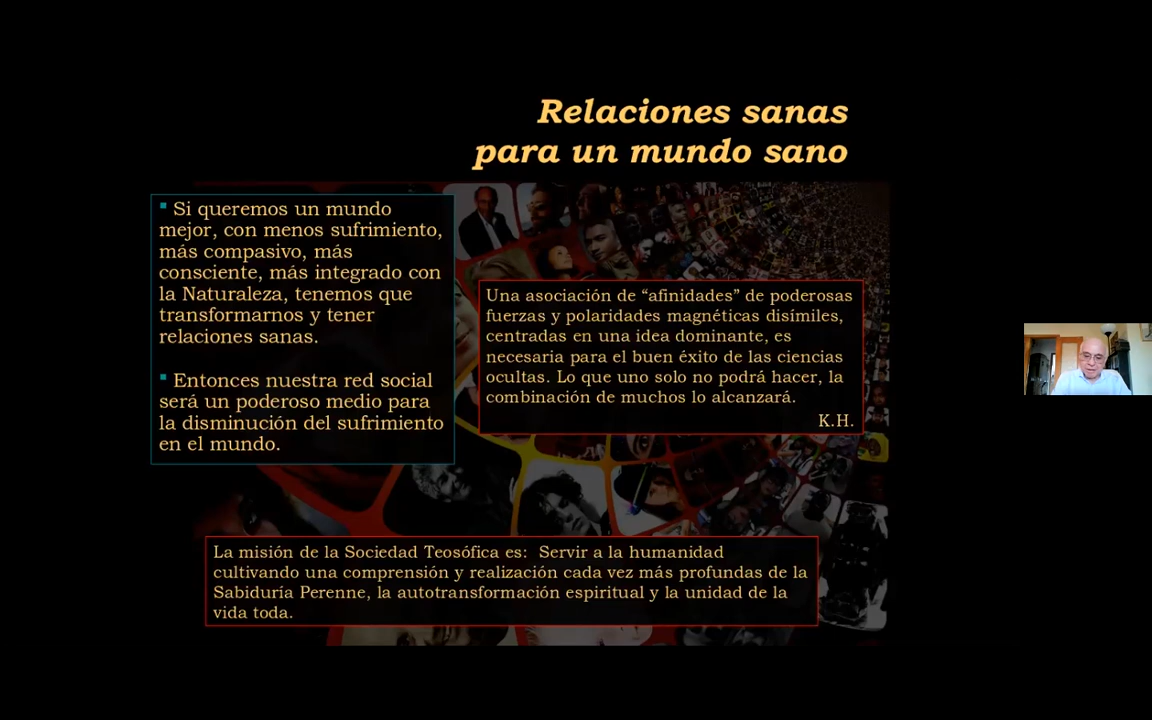 Relaciones sanas
para un mundo sano
▪ Si queremos un mundo
mejor, con menos sufrimiento,
más compasivo, más
consciente, más integrado con
la Naturaleza, tenemos que
transformarnos y tener
relaciones sanas.
▪ Entonces nuestra red social
será un poderoso medio para
la disminución del sufrimiento
en el mundo.
Una asociación de “afinidades” de poderosas
fuerzas y polaridades magnéticas disímiles,
centradas en una idea dominante, es
necesaria para el buen éxito de las ciencias
ocultas. Lo que uno solo no podrá hacer, la
combinación de muchos lo alcanzará.
K.H.
La misión de la Sociedad Teosófica es:  Servir a la humanidad
cultivando una comprensión y realización cada vez más profundas de la
Sabiduría Perenne, la autotransformación espiritual y la unidad de la
vida toda.